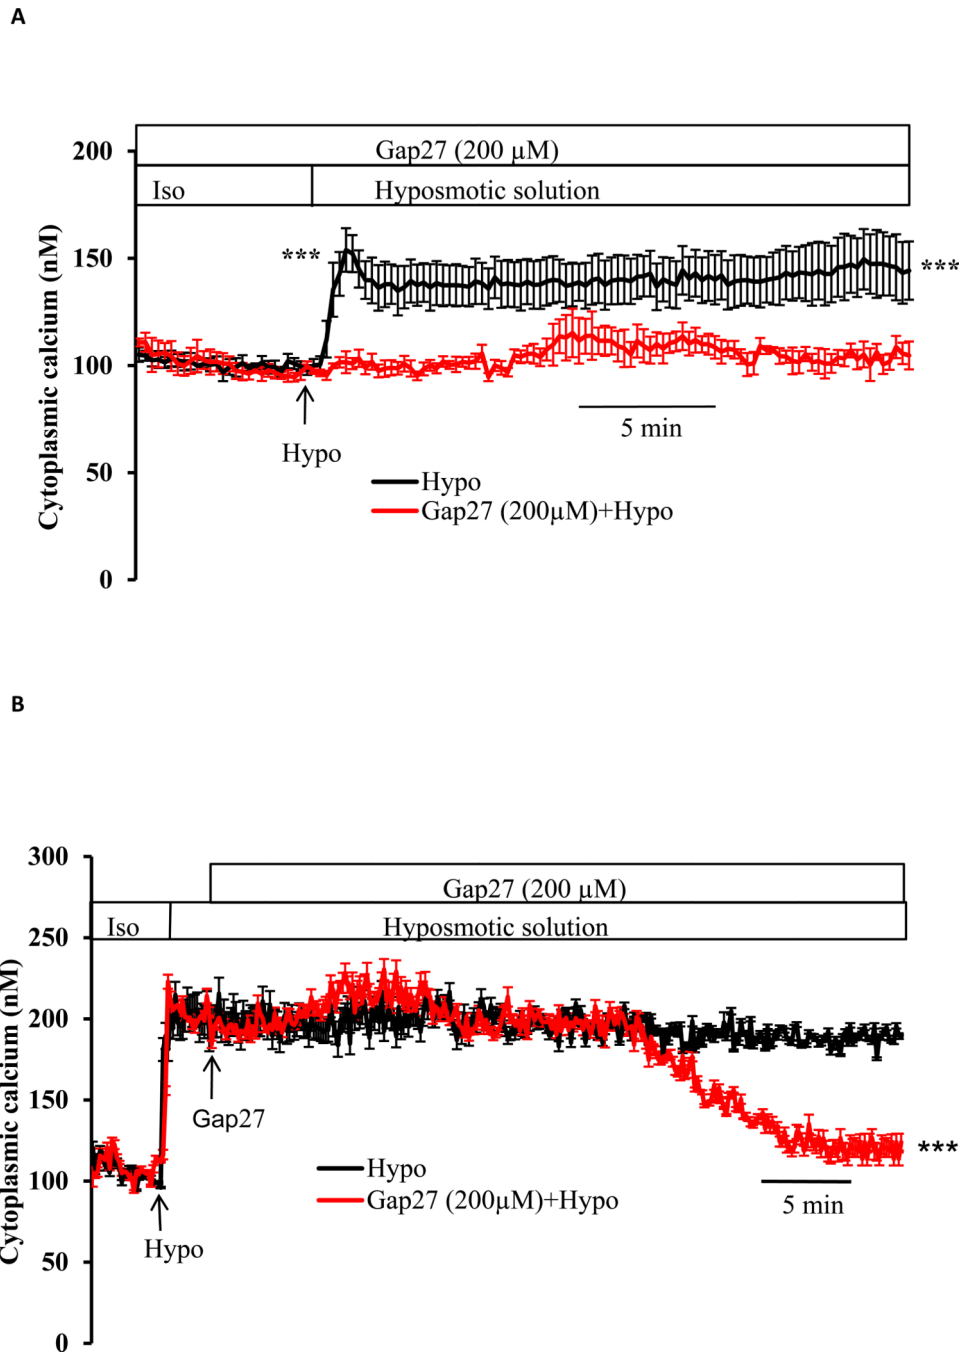 A
Gap27 (200 µM)
Iso
Hyposmotic solution
200
150
100
50
0
Cytoplasmic calcium (nM)
***
***
Hypo
5 min
Hypo
Gap27 (200µM)+Hypo
B
Gap27 (200 µM)
Iso
Hyposmotic solution
300
250
200
150
100
50
0
Cytoplasmic calcium (nM)
Gap27
Hypo
***
5 min
Hypo
Gap27 (200µM)+Hypo